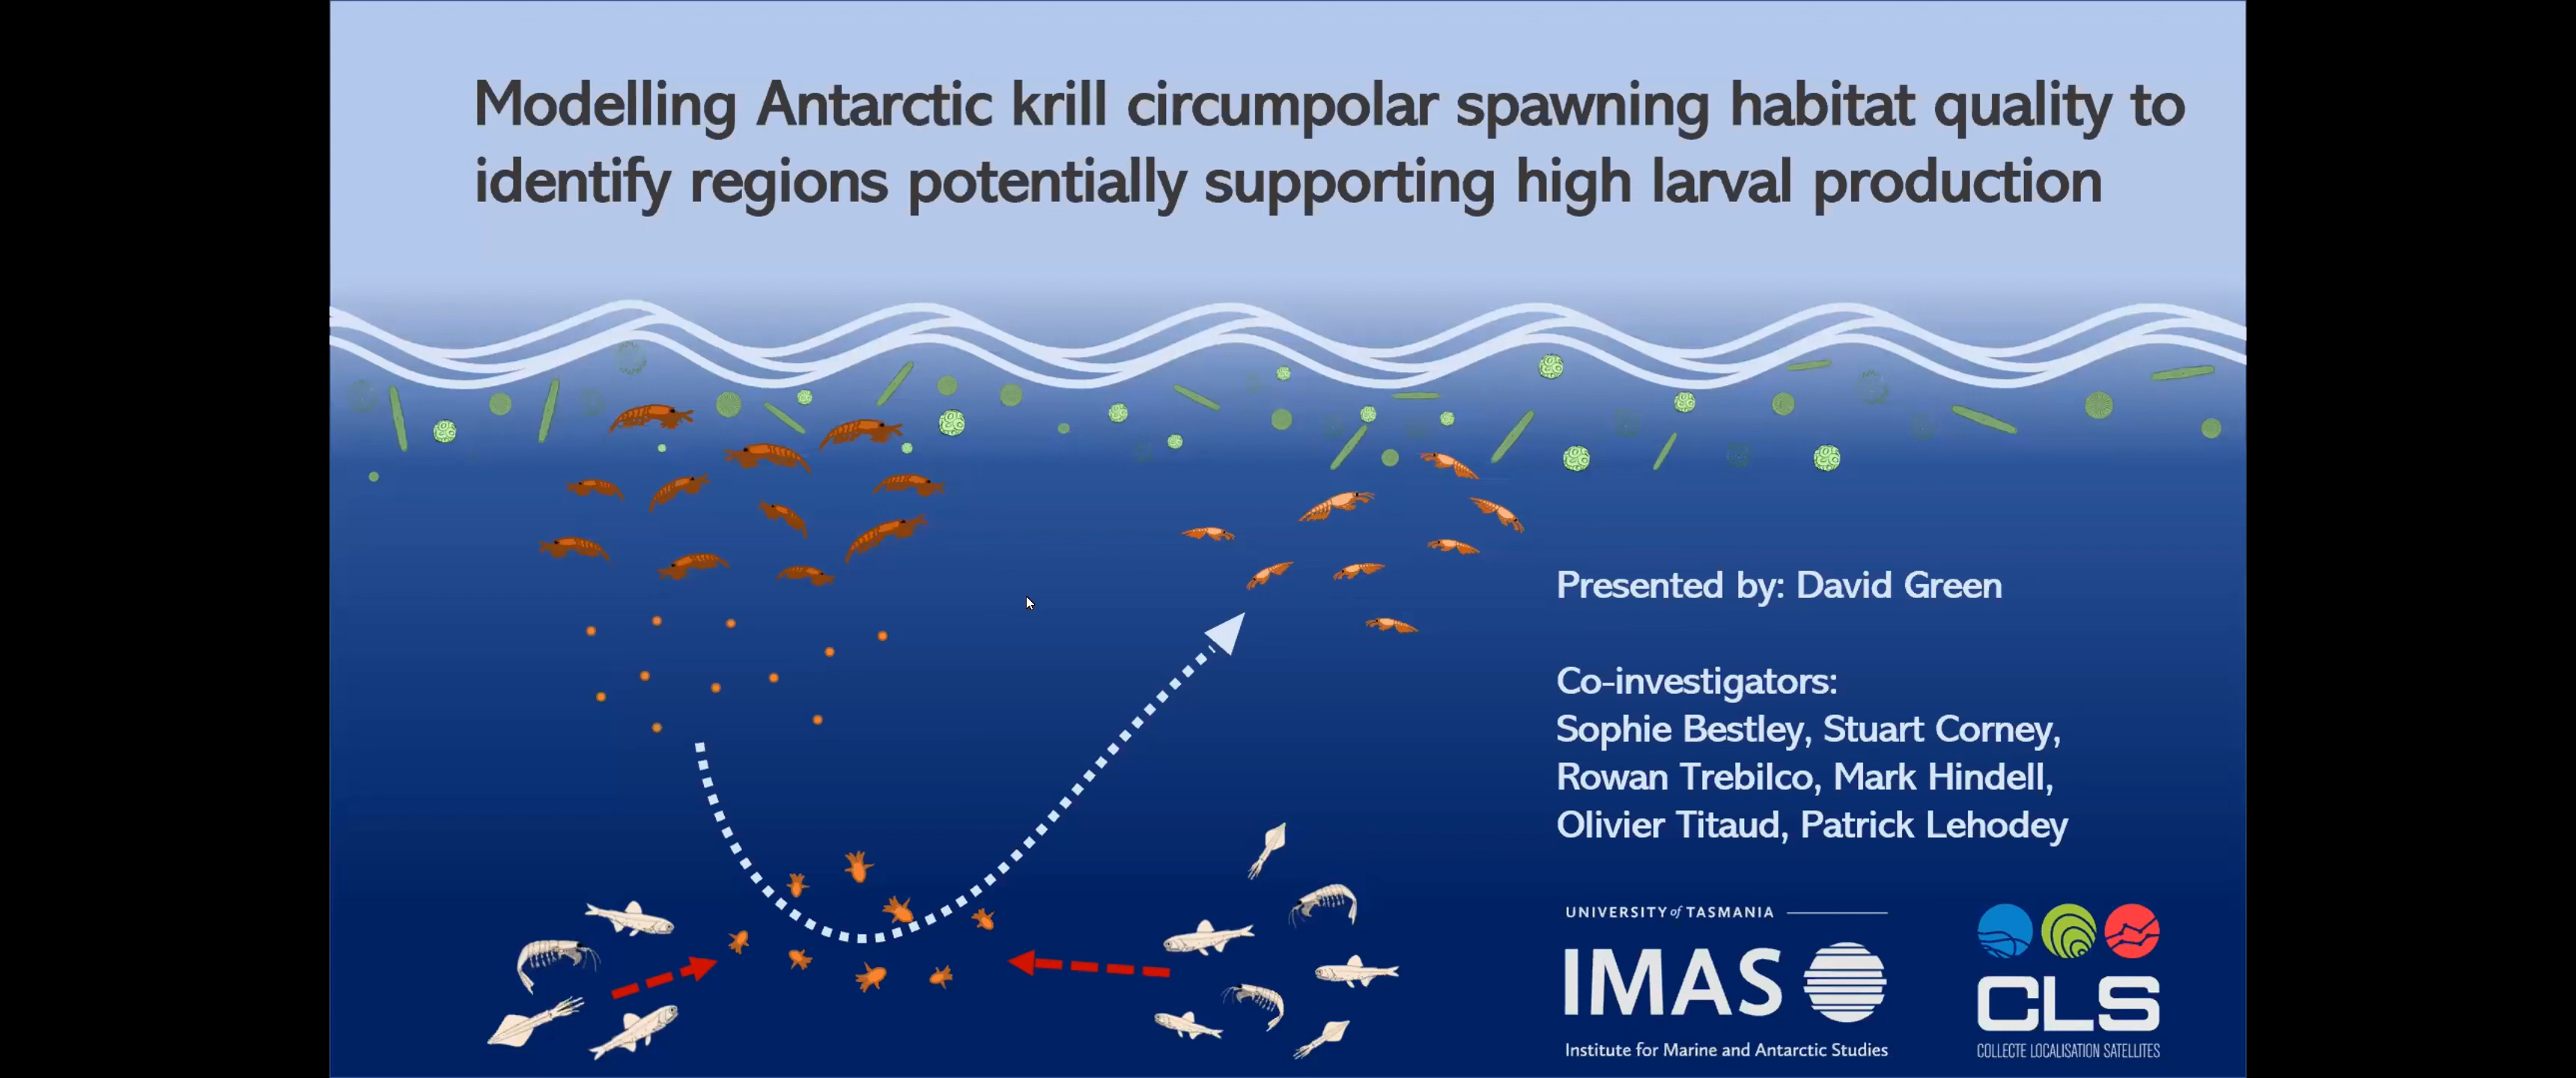 Modelling Antarctic krill circumpolar spawning habitat quality to
identify regions potentially supporting high larval production
Presented by: David Green
Co-investigators:
Sophie Bestley, Stuart Corney,
Rowan Trebilco, Mark Hindell,
Olivier Titaud, Patrick Lehodey
UNIVERSITY of TASMANIA
IMAS
Institute for Marine and Antarctic Studies
CLS
COLLECTE LOCALISATION SATELLITES